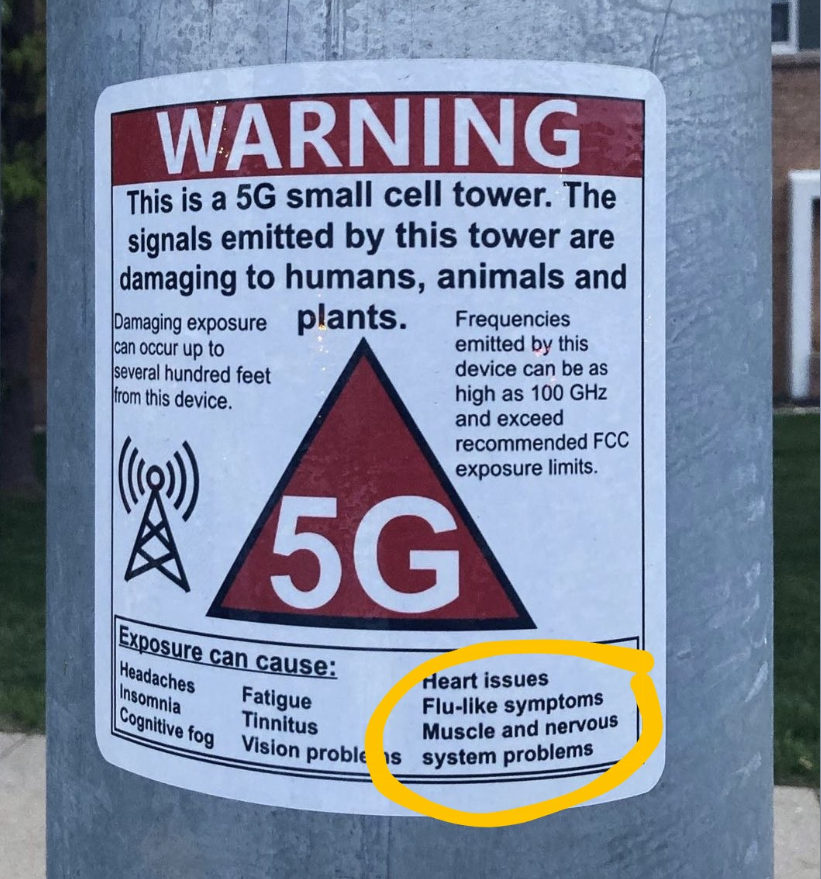 WARNING
This is a 5G small cell tower. The
signals emitted by this tower are
damaging to humans, animals and
plants.
Damaging exposure
can occur up to
several hundred feet
from this device.
Frequencies
emitted by this
device can be as
high as 100 GHz
and exceed
recommended FCC
exposure limits.
5G
Exposure can cause:
Headaches
Insomnia
Cognitive fog
Fatigue
Tinnitus
Vision problems
Heart issues
Flu-like symptoms
Muscle and nervous
system problems